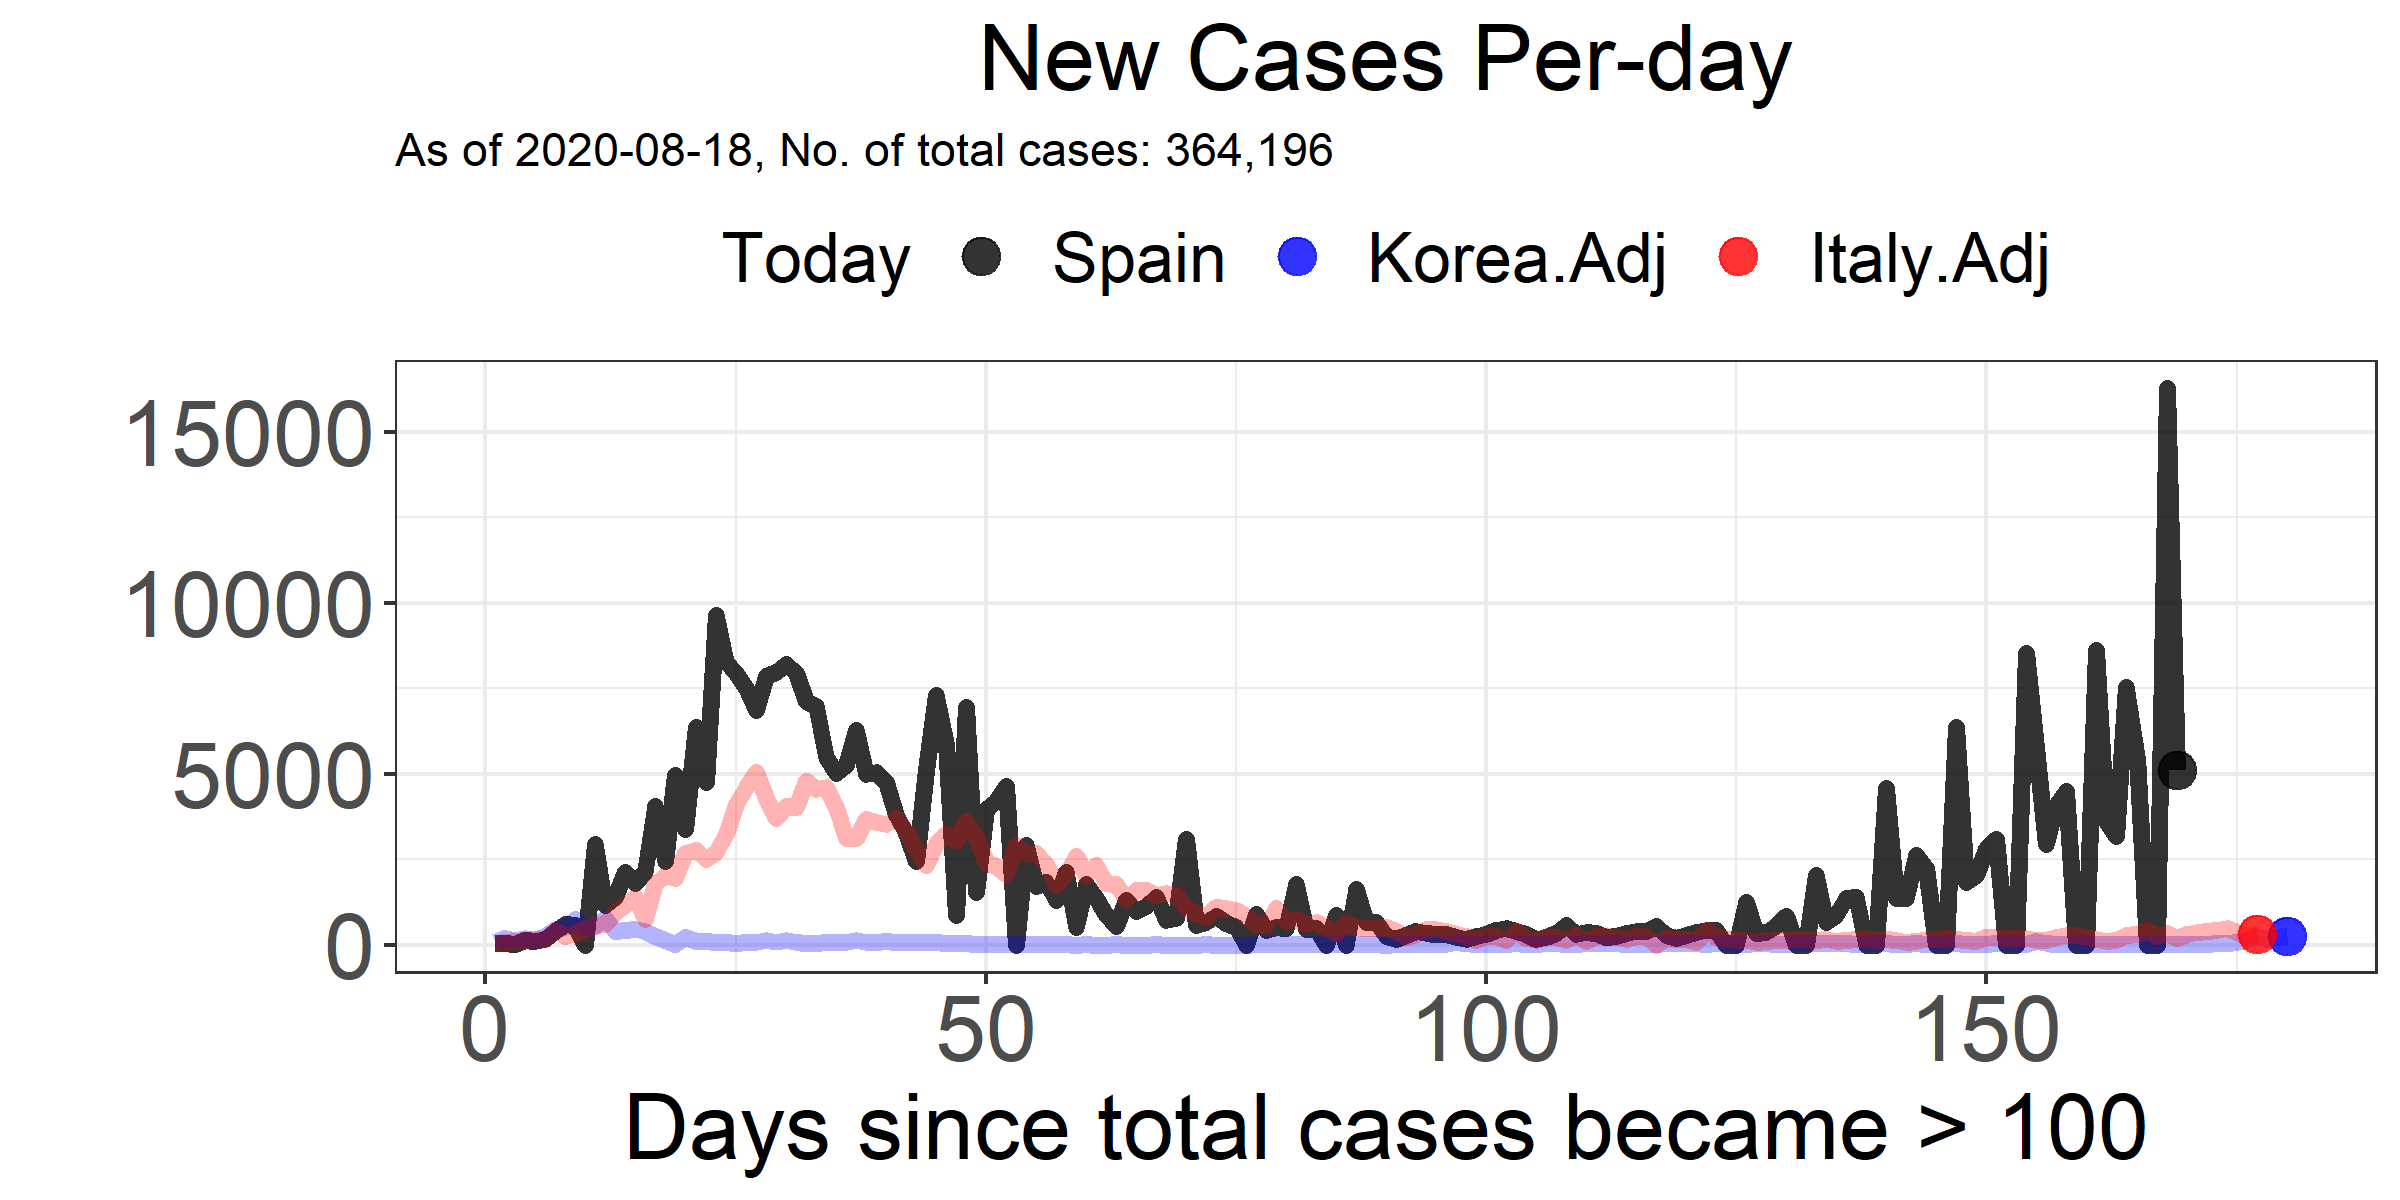 New Cases Per-day
As of 2020-08-18, No. of total cases: 364,196
Today Spain Korea.Adj Italy.Adj
15000
10000
5000
0
0 50 100 150
Days since total cases became > 100